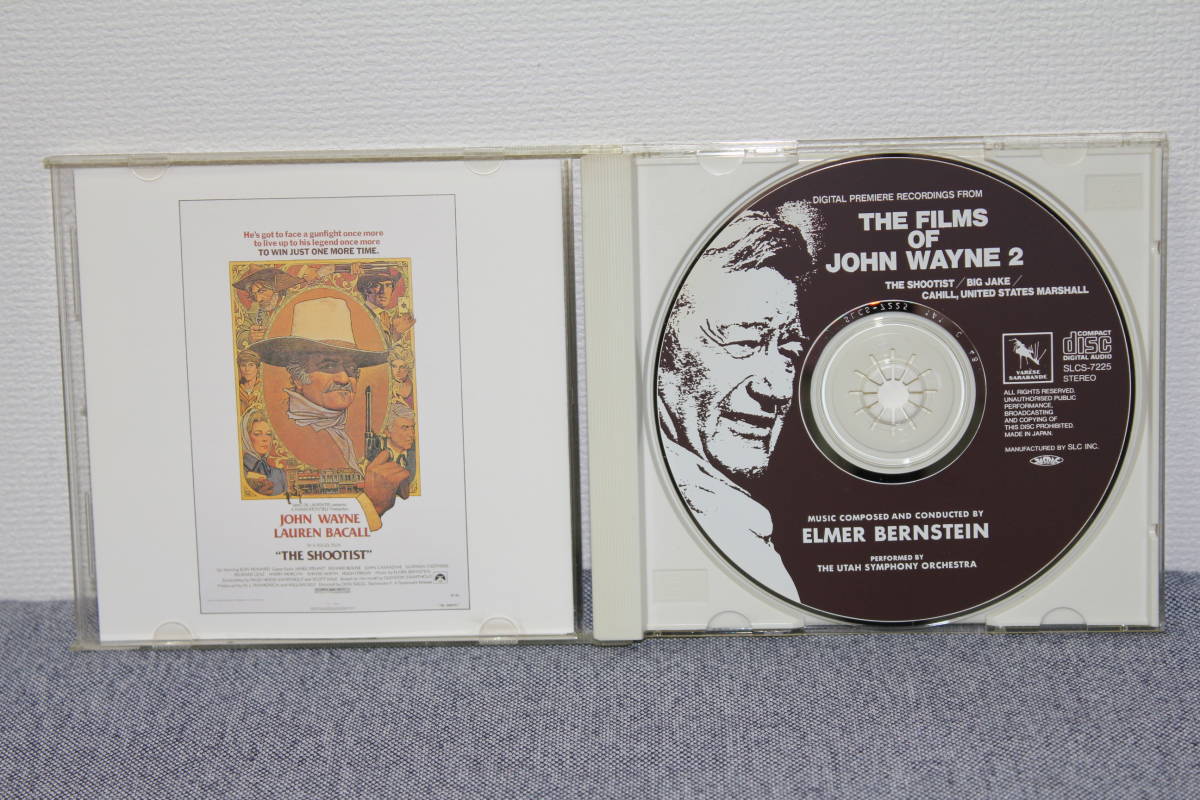 He's got to face a gunfight once more
to live up to his legend once more
TO WIN JUST ONE MORE TIME.
JOHN WAYNE
LAUREN BACALL
"THE SHOOTIST"
DIGITAL PREMIERE RECORDINGS FROM
THE FILMS
OF
JOHN WAYNE 2
THE SHOOTIST / BIG JAKE /
CAHILL, UNITED STATES MARSHALL
VARÈSE
SARABANDE
COMPACT
disc
DIGITAL AUDIO
SLCS-7225
STEREO
ALL RIGHTS RESERVED.
UNAUTHORISED PUBLIC
PERFORMANCE,
BROADCASTING
AND COPYING OF
THIS DISC PROHIBITED.
MADE IN JAPAN.
MANUFACTURED BY SLC INC.
MUSIC COMPOSED AND CONDUCTED BY
ELMER BERNSTEIN
PERFORMED BY
THE UTAH SYMPHONY ORCHESTRA